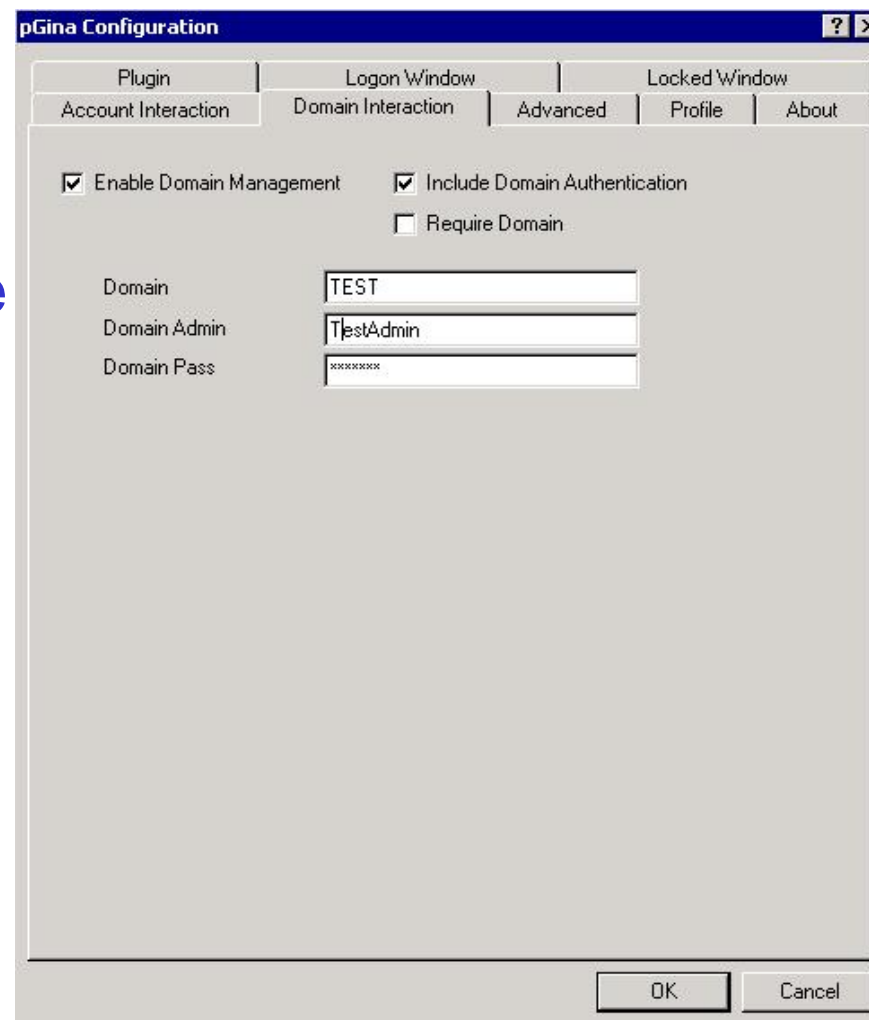 pGina Configuration
Plugin Logon Window Locked Window
Account Interaction Domain Interaction Advanced Profile About
Enable Domain Management Include Domain Authentication
Require Domain
Domain TEST
Domain Admin TestAdmin
Domain Pass *******
OK Cancel